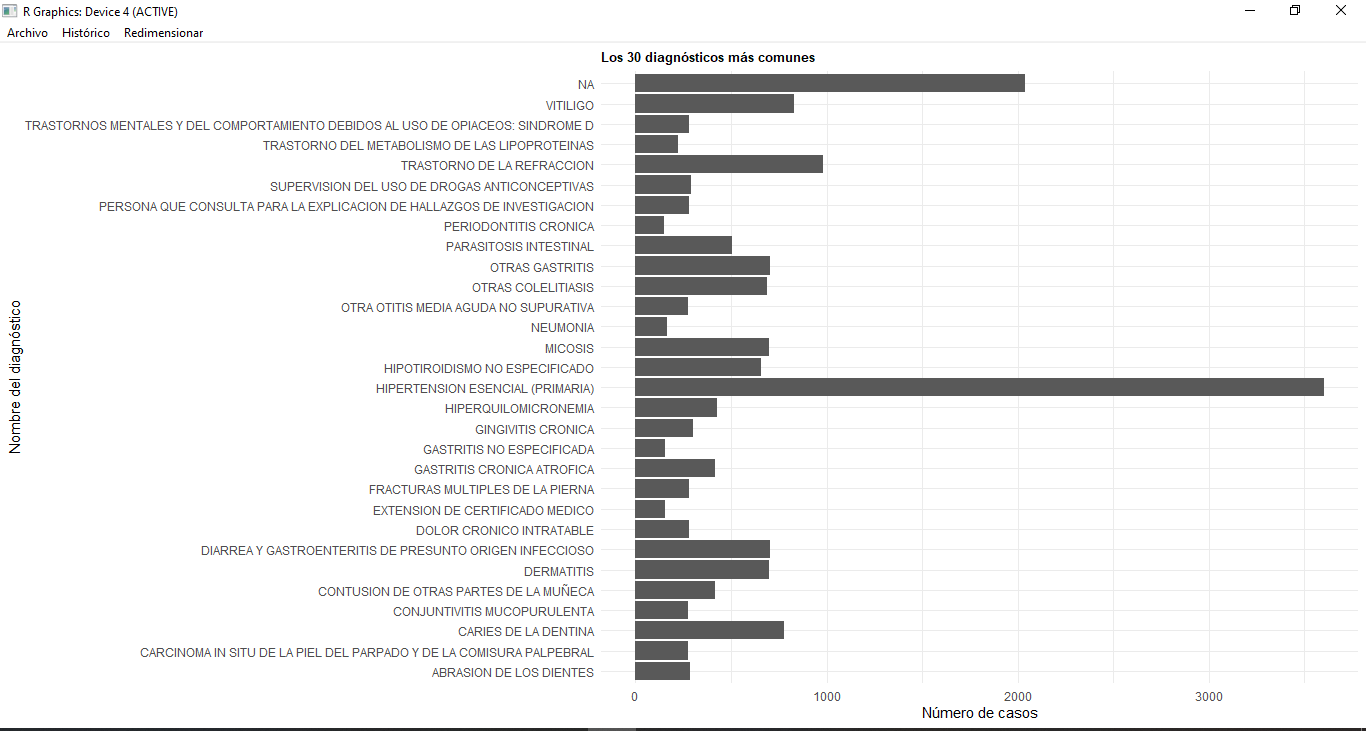 R Graphics: Device 4 (ACTIVE)
Archivo Histórico Redimensionar
Los 30 diagnósticos más comunes
NA
VITILIGO
TRASTORNOS MENTALES Y DEL COMPORTAMIENTO DEBIDOS AL USO DE OPIACEOS: SINDROME D
TRASTORNO DEL METABOLISMO DE LAS LIPOPROTEINAS
TRASTORNO DE LA REFRACCION
SUPERVISION DEL USO DE DROGAS ANTICONCEPTIVAS
PERSONA QUE CONSULTA PARA LA EXPLICACION DE HALLAZGOS DE INVESTIGACION
PERIODONTITIS CRONICA
PARASITOSIS INTESTINAL
OTRAS GASTRITIS
OTRAS COLELITIASIS
OTRA OTITIS MEDIA AGUDA NO SUPURATIVA
NEUMONIA
MICOSIS
HIPOTIROIDISMO NO ESPECIFICADO
HIPERTENSION ESENCIAL (PRIMARIA)
HIPERQUILOMICRONEMIA
GINGIVITIS CRONICA
GASTRITIS NO ESPECIFICADA
GASTRITIS CRONICA ATROFICA
FRACTURAS MULTIPLES DE LA PIERNA
EXTENSION DE CERTIFICADO MEDICO
DOLOR CRONICO INTRATABLE
DIARREA Y GASTROENTERITIS DE PRESUNTO ORIGEN INFECCIOSO
DERMATITIS
CONTUSION DE OTRAS PARTES DE LA MUÑECA
CONJUNTIVITIS MUCOPURULENTA
CARIES DE LA DENTINA
CARCINOMA IN SITU DE LA PIEL DEL PARPADO Y DE LA COMISURA PALPEBRAL
ABRASION DE LOS DIENTES
Nombre del diagnóstico
0 1000 2000 3000
Número de casos